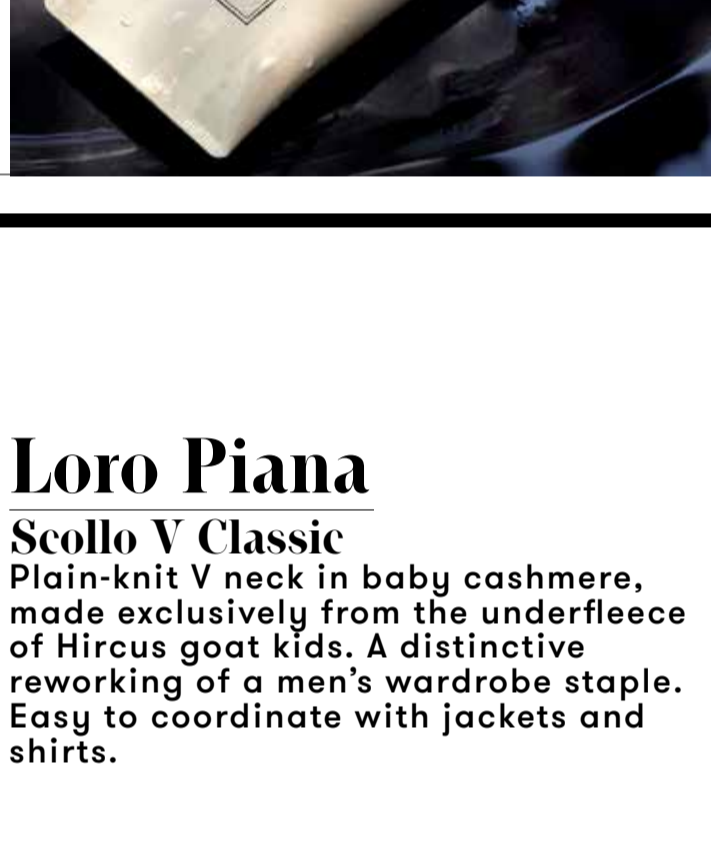 Loro Piana
Scollo V Classic
Plain-knit V neck in baby cashmere,
made exclusively from the underfleece
of Hircus goat kids. A distinctive
reworking of a men’s wardrobe staple.
Easy to coordinate with jackets and
shirts.